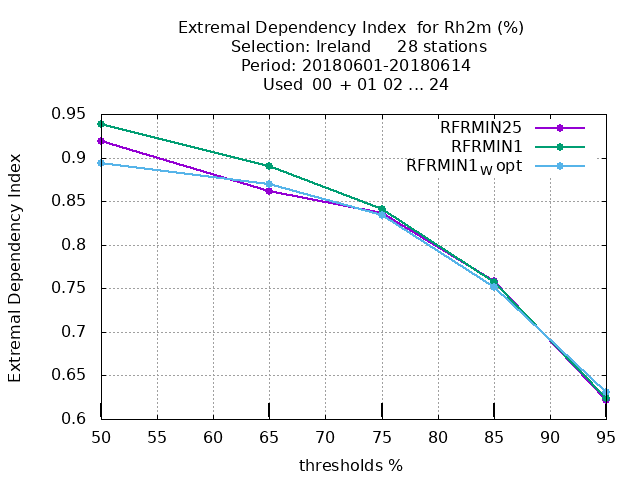 Extremal Dependency Index  for Rh2m (%)
Selection: Ireland     28 stations
Period: 20180601-20180614
Used  00 + 01 02 ... 24
Extremal Dependency Index
0.95
0.9
0.85
0.8
0.75
0.7
0.65
0.6
RFRMIN25
RFRMIN1
RFRMIN1W opt
50 55 60 65 70 75 80 85 90 95
thresholds %